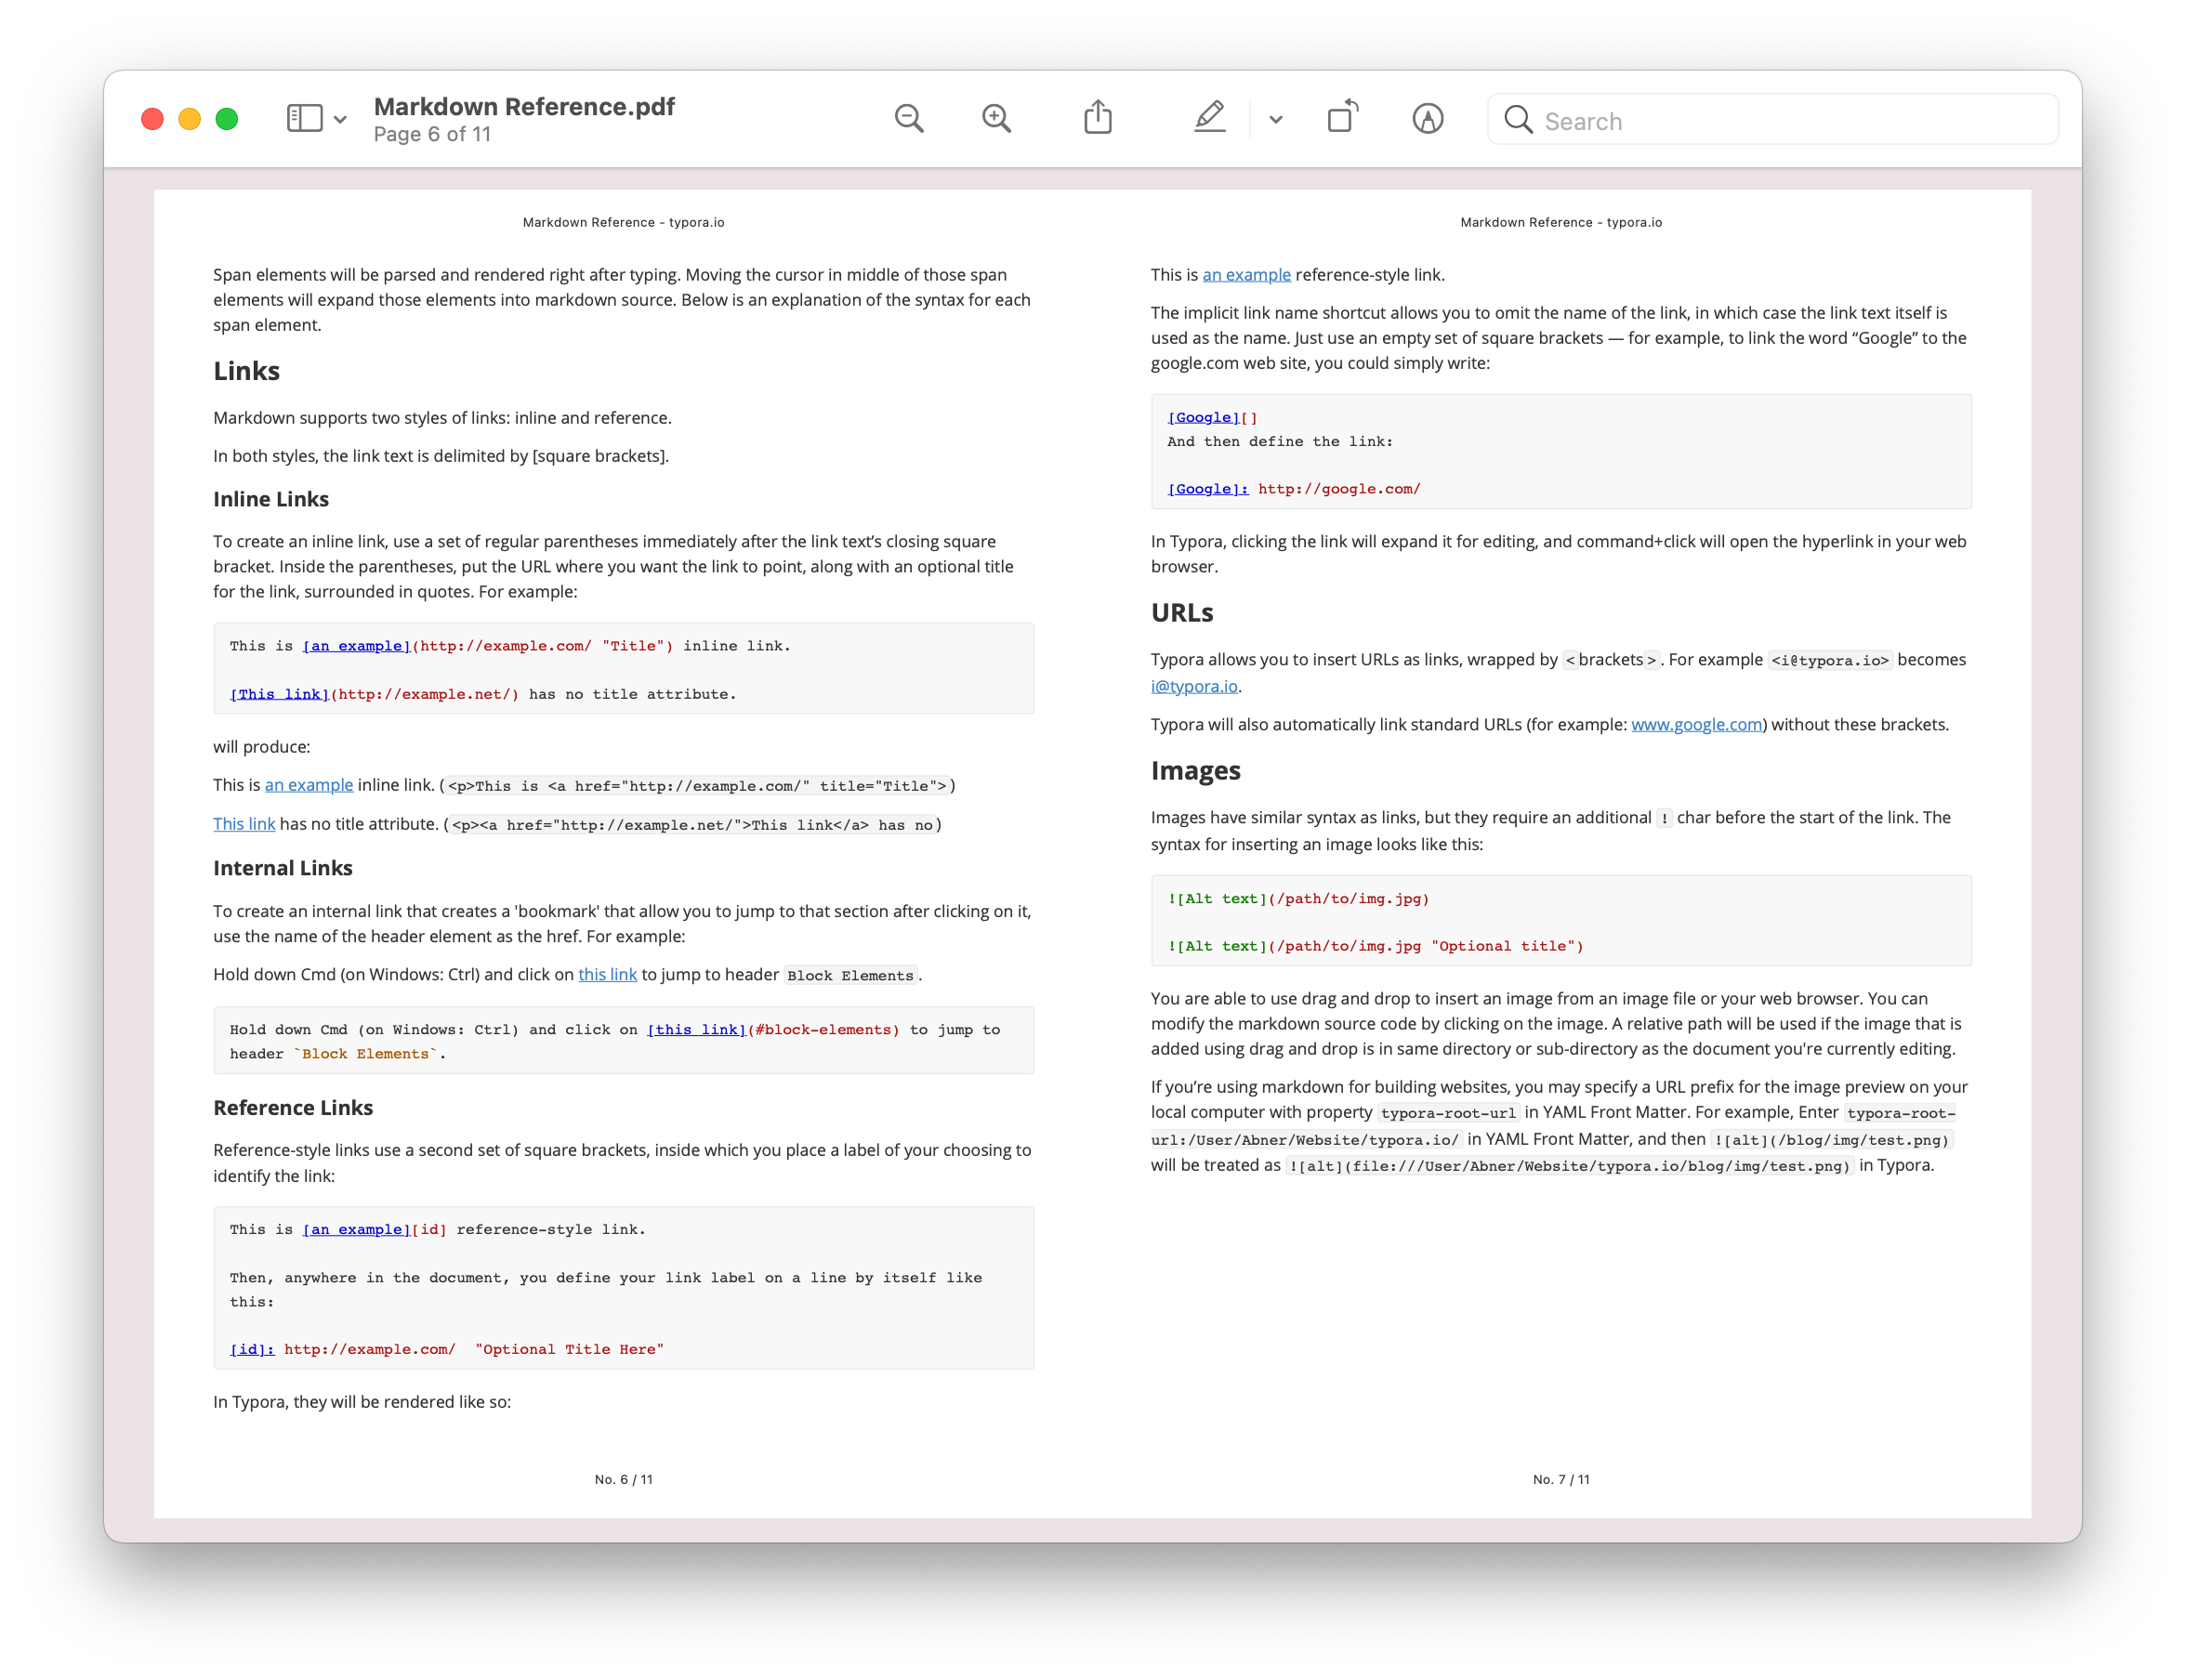 Markdown Reference.pdf
Page 6 of 11
Search
Markdown Reference - typora.io
Span elements will be parsed and rendered right after typing. Moving the cursor in middle of those span
elements will expand those elements into markdown source. Below is an explanation of the syntax for each
span element.
Links
Markdown supports two styles of links: inline and reference.
In both styles, the link text is delimited by [square brackets].
Inline Links
To create an inline link, use a set of regular parentheses immediately after the link text’s closing square
bracket. Inside the parentheses, put the URL where you want the link to point, along with an optional title
for the link, surrounded in quotes. For example:
This is [an example](http://example.com/ "Title") inline link.
[This link](http://example.net/) has no title attribute.
will produce:
This is an example inline link. (<p>This is <a href="http://example.com/" title="Title">)
This link has no title attribute. (<p><a href="http://example.net/">This link</a> has no)
Internal Links
To create an internal link that creates a 'bookmark' that allow you to jump to that section after clicking on it,
use the name of the header element as the href. For example:
Hold down Cmd (on Windows: Ctrl) and click on this link to jump to header Block Elements.
Hold down Cmd (on Windows: Ctrl) and click on [this link](#block-elements) to jump to
header `Block Elements`.
Reference Links
Reference-style links use a second set of square brackets, inside which you place a label of your choosing to
identify the link:
This is [an example][id] reference-style link.
Then, anywhere in the document, you define your link label on a line by itself like
this:
[id]: http://example.com/  "Optional Title Here"
In Typora, they will be rendered like so:
No. 6 / 11
Markdown Reference - typora.io
This is an example reference-style link.
The implicit link name shortcut allows you to omit the name of the link, in which case the link text itself is
used as the name. Just use an empty set of square brackets — for example, to link the word “Google” to the
google.com web site, you could simply write:
[Google][]
And then define the link:
[Google]: http://google.com/
In Typora, clicking the link will expand it for editing, and command+click will open the hyperlink in your web
browser.
URLs
Typora allows you to insert URLs as links, wrapped by <brackets>. For example <i@typora.io> becomes
i@typora.io.
Typora will also automatically link standard URLs (for example: www.google.com) without these brackets.
Images
Images have similar syntax as links, but they require an additional ! char before the start of the link. The
syntax for inserting an image looks like this:
![Alt text](/path/to/img.jpg)
![Alt text](/path/to/img.jpg "Optional title")
You are able to use drag and drop to insert an image from an image file or your web browser. You can
modify the markdown source code by clicking on the image. A relative path will be used if the image that is
added using drag and drop is in same directory or sub-directory as the document you're currently editing.
If you’re using markdown for building websites, you may specify a URL prefix for the image preview on your
local computer with property typora-root-url in YAML Front Matter. For example, Enter typora-root-
url:/User/Abner/Website/typora.io/ in YAML Front Matter, and then ![alt](/blog/img/test.png)
will be treated as ![alt](file:///User/Abner/Website/typora.io/blog/img/test.png) in Typora.
No. 7 / 11